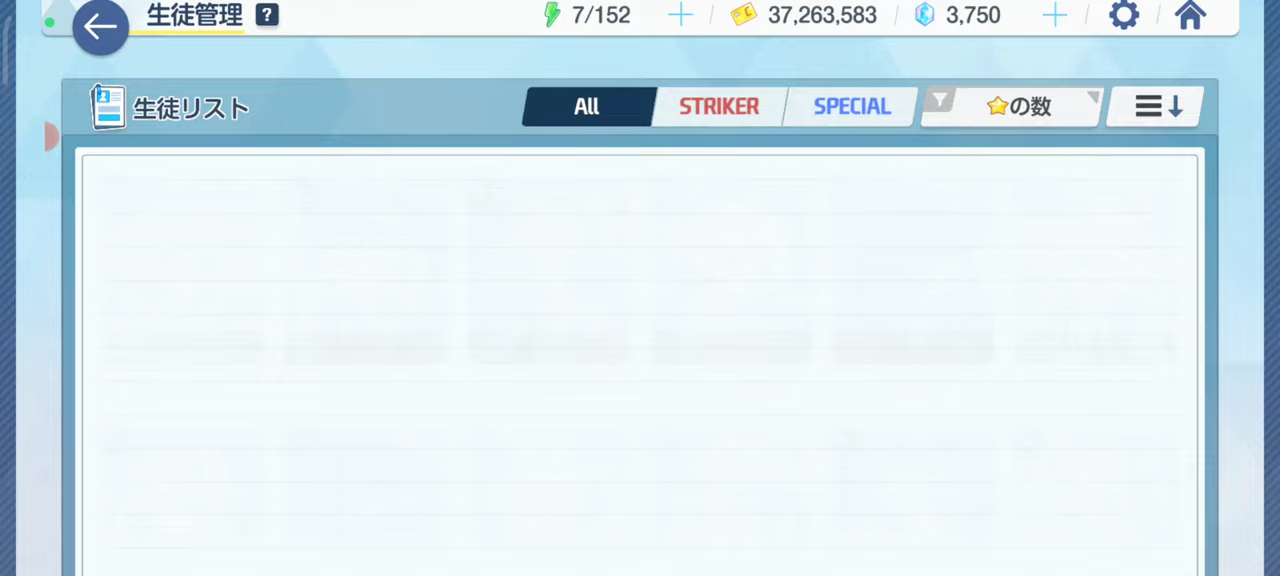 生徒管理 ? 7/152 37,263,583 3,750
生徒リスト All STRIKER SPECIAL ⭐の数